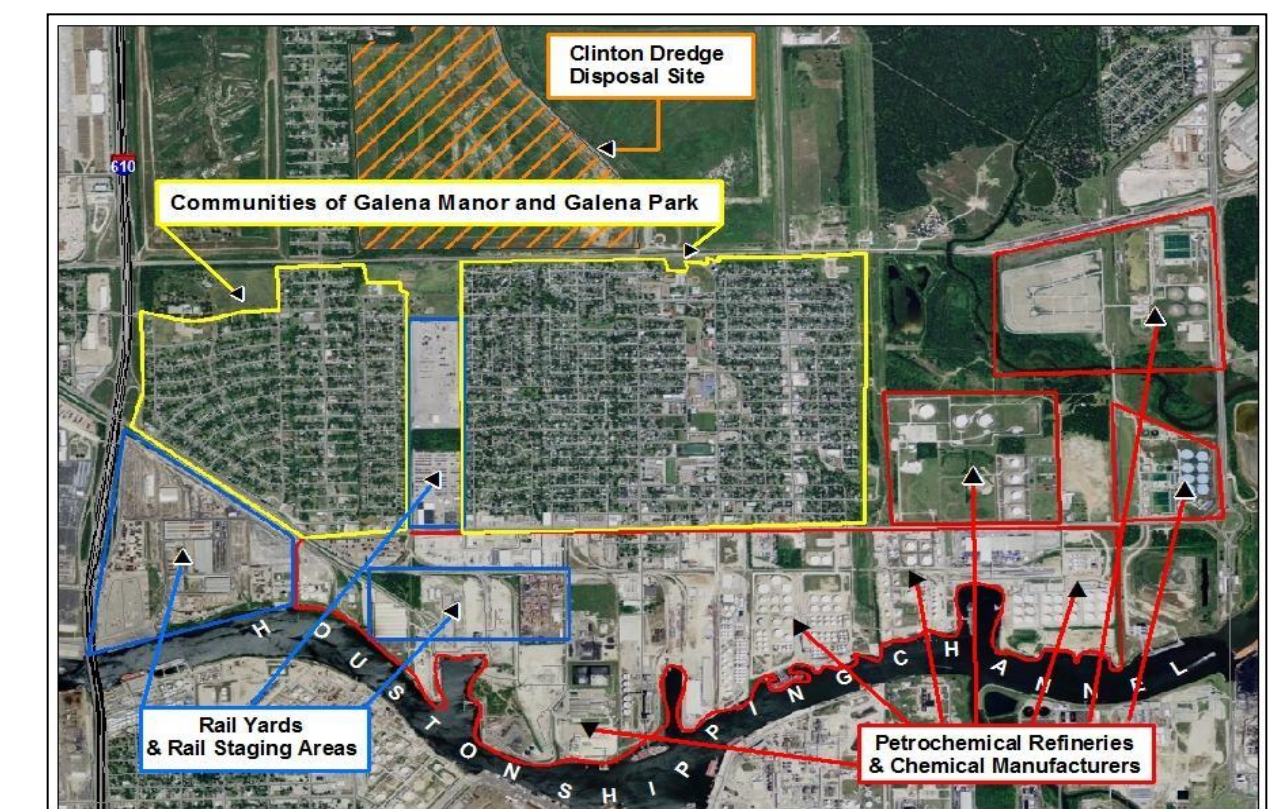 Clinton Dredge
Disposal Site
610
Communities of Galena Manor and Galena Park
HOUSTON SHIPPING CHANNEL
Rail Yards
& Rail Staging Areas
Petrochemical Refineries
& Chemical Manufacturers